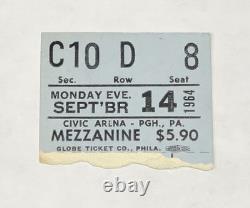 C10 D 8
Sec. Row Seat
MONDAY EVE.
SEPT'BR 14 1964
CIVIC ARENA - PGH., PA.
MEZZANINE $5.90
GLOBE TICKET CO., PHILA.